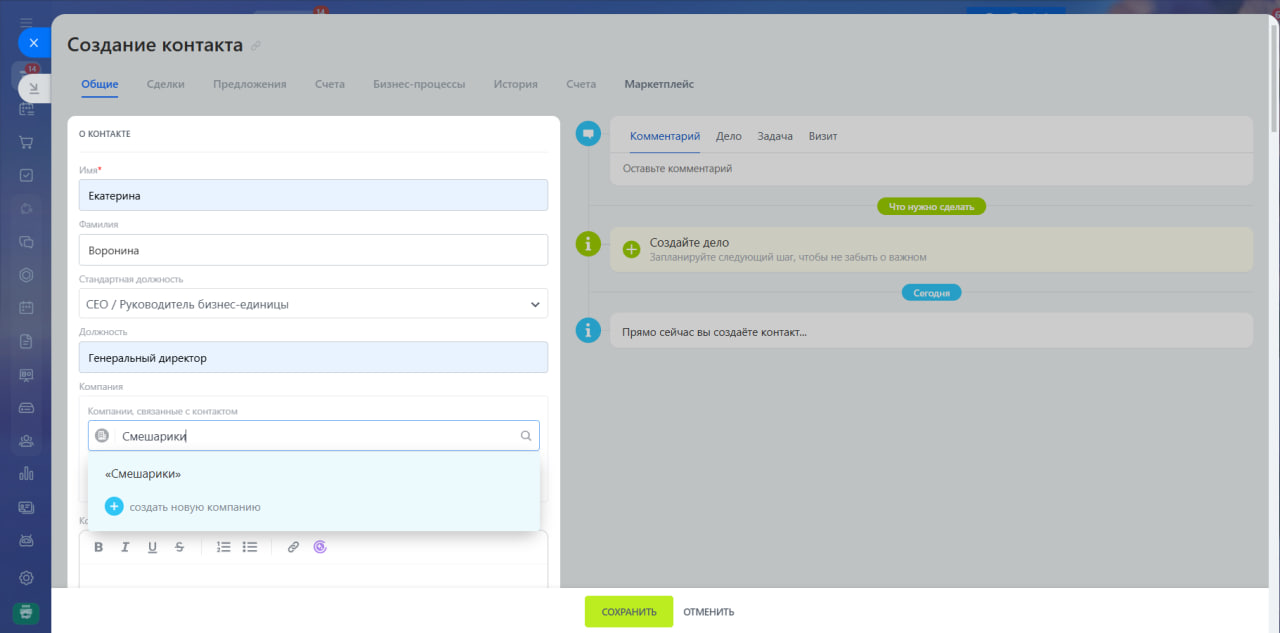 14
14
Создание контакта
Общие Сделки Предложения Счета Бизнес-процессы История Счета Маркетплейс
О КОНТАКТЕ
Имя*
Екатерина
Фамилия
Воронина
Стандартная должность
CEO / Руководитель бизнес-единицы
Должность
Генеральный директор
Компания
Компании, связанные с контактом
Смешарики
«Смешарики»
создать новую компанию
B I U S
Комментарий Дело Задача Визит
Оставьте комментарий
Что нужно сделать
Создайте дело
Запланируйте следующий шаг, чтобы не забыть о важном
Сегодня
Прямо сейчас вы создаёте контакт...
СОХРАНИТЬ ОТМЕНИТЬ